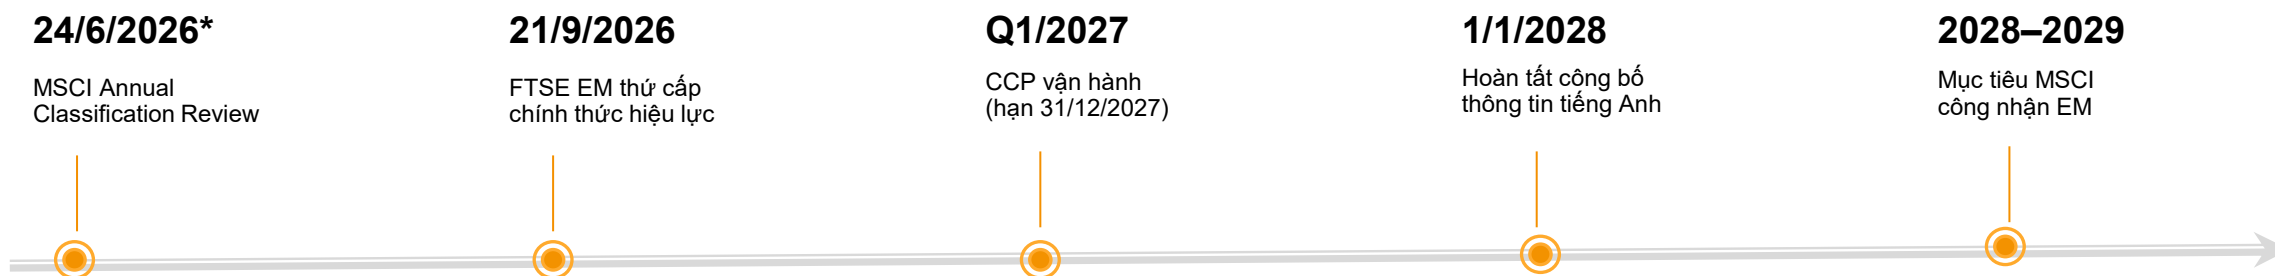 24/6/2026*
MSCI Annual
Classification Review
21/9/2026
FTSE EM thứ cấp
chính thức hiệu lực
Q1/2027
CCP vận hành
(hạn 31/12/2027)
1/1/2028
Hoàn tất công bố
thông tin tiếng Anh
2028–2029
Mục tiêu MSCI
công nhận EM